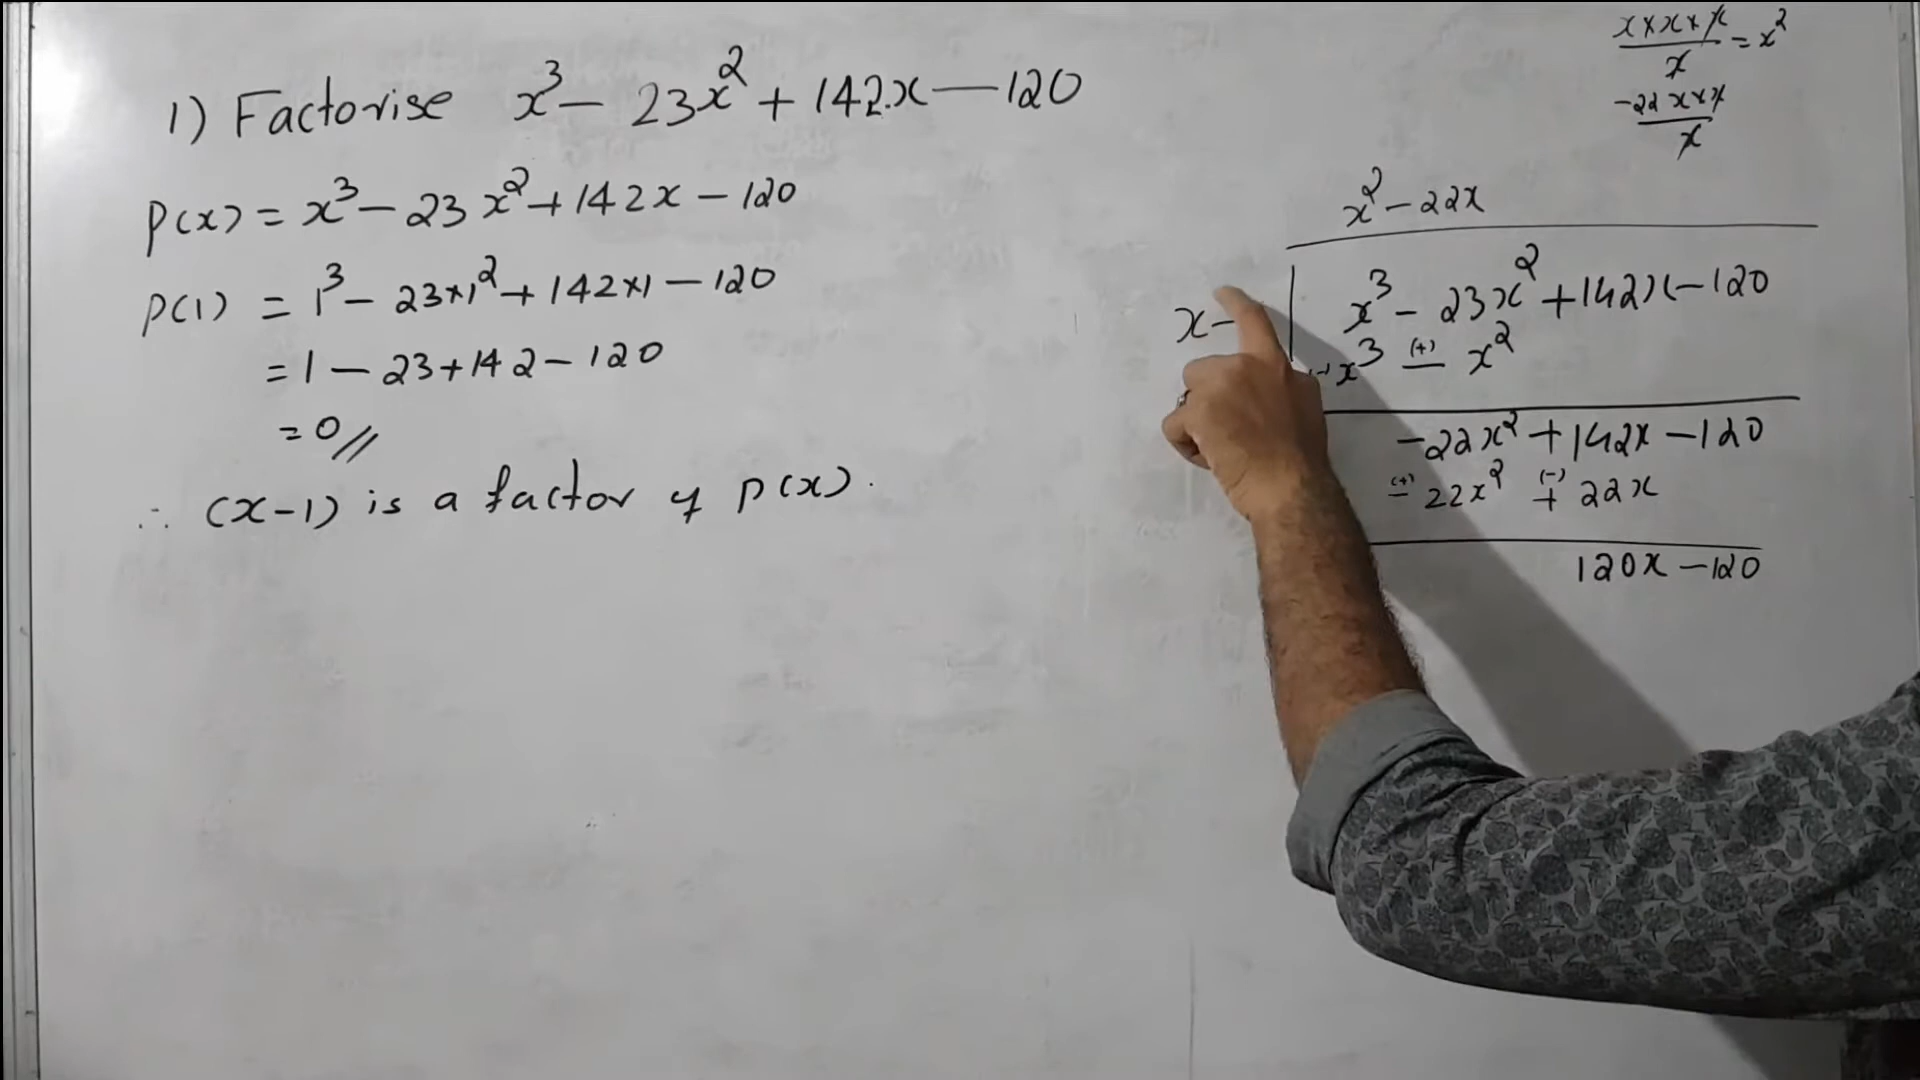 1) Factorise x³ - 23x² + 142x - 120
p(x) = x³ - 23x² + 142x - 120
p(1) = 1³ - 23×1² + 142×1 - 120
= 1 - 23 + 142 - 120
= 0 //
∴ (x-1) is a factor of p(x).
x×x×x / x = x²
-22x×x / x
x² - 22x
x- | x³ - 23x² + 142x - 120
(-) x³ (+) - x²
-22x² + 142x - 120
(+) - 22x² (-) + 22x
120x - 120